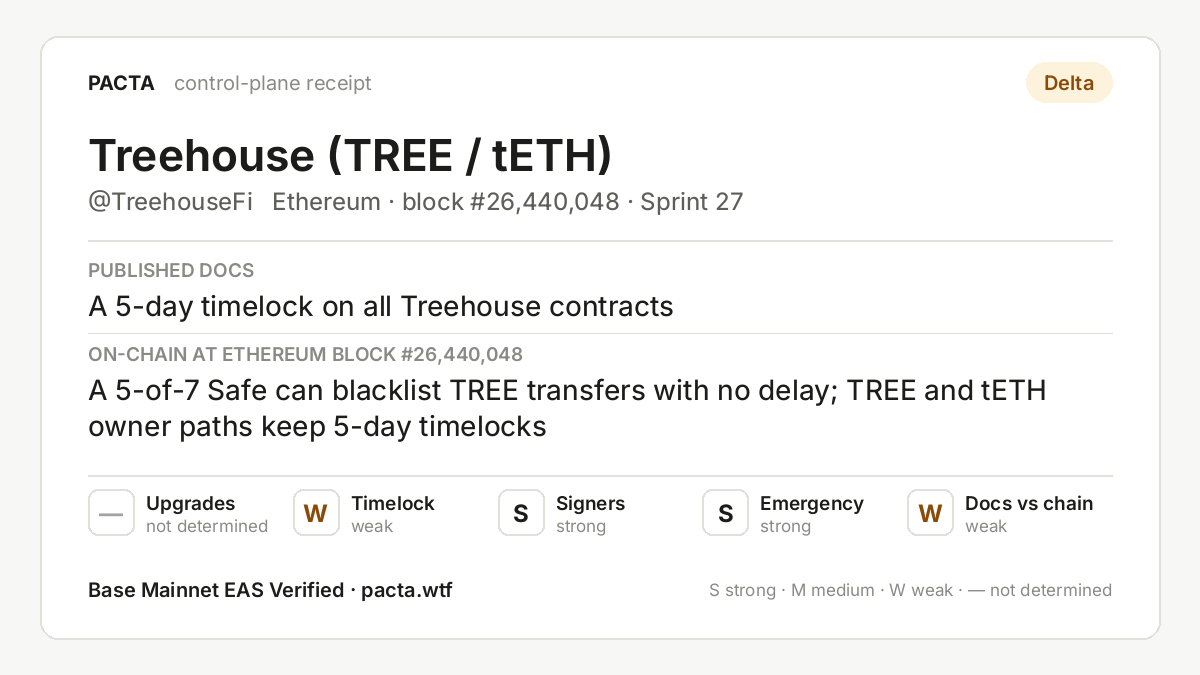 PACTA control-plane receipt Delta
Treehouse (TREE / tETH)
@TreehouseFi Ethereum · block #26,440,048 · Sprint 27
PUBLISHED DOCS
A 5-day timelock on all Treehouse contracts
ON-CHAIN AT ETHEREUM BLOCK #26,440,048
A 5-of-7 Safe can blacklist TREE transfers with no delay; TREE and tETH
owner paths keep 5-day timelocks
— Upgrades not determined
W Timelock weak
S Signers strong
S Emergency strong
W Docs vs chain weak
Base Mainnet EAS Verified · pacta.wtf
S strong · M medium · W weak · — not determined